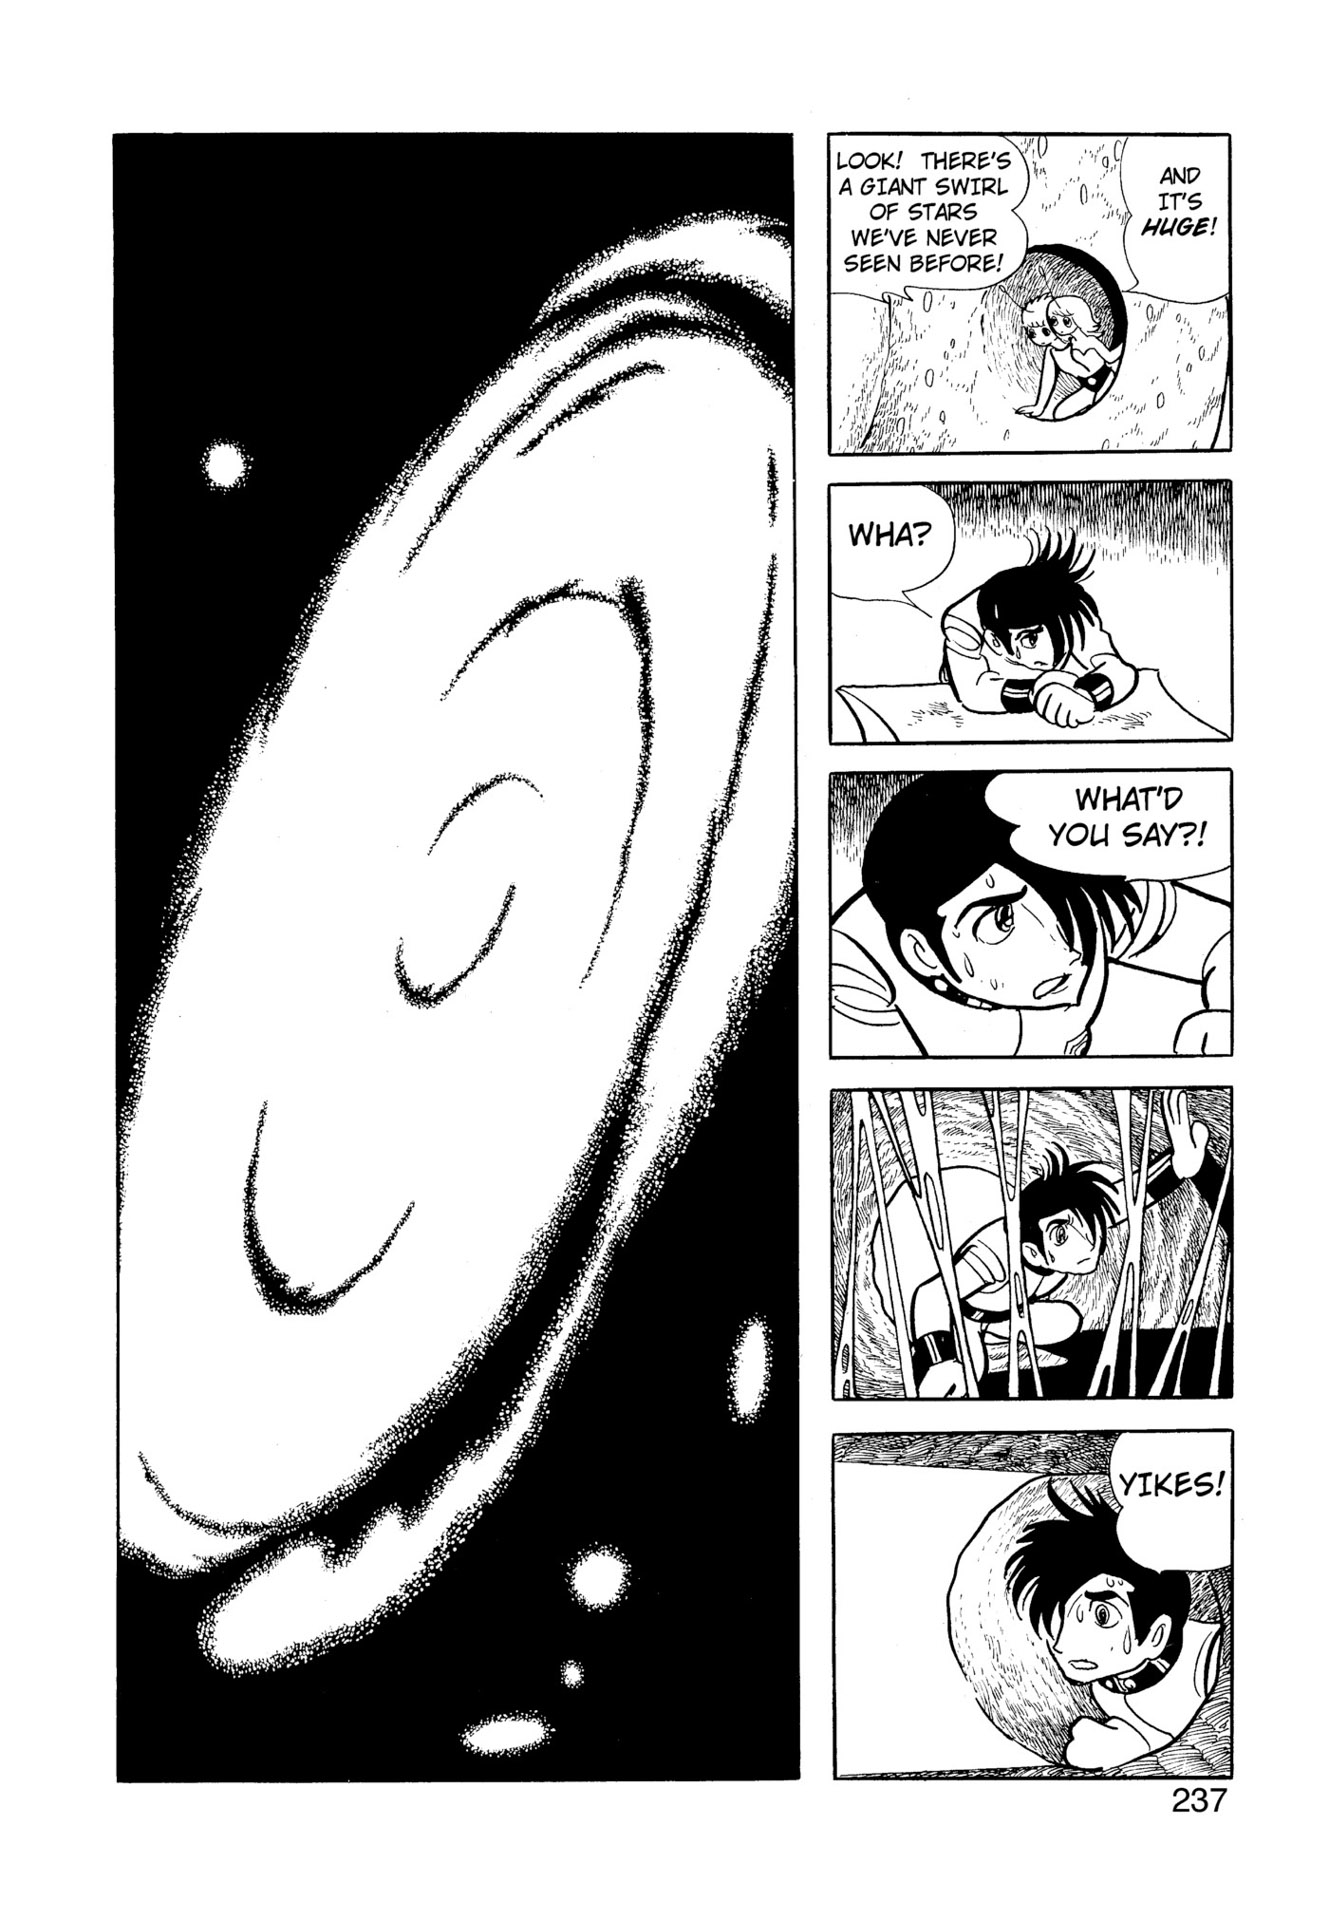 AND
IT'S
HUGE!
LOOK! THERE'S
A GIANT SWIRL
OF STARS
WE'VE NEVER
SEEN BEFORE!
WHA?
WHAT'D
YOU SAY?!
YIKES!
237